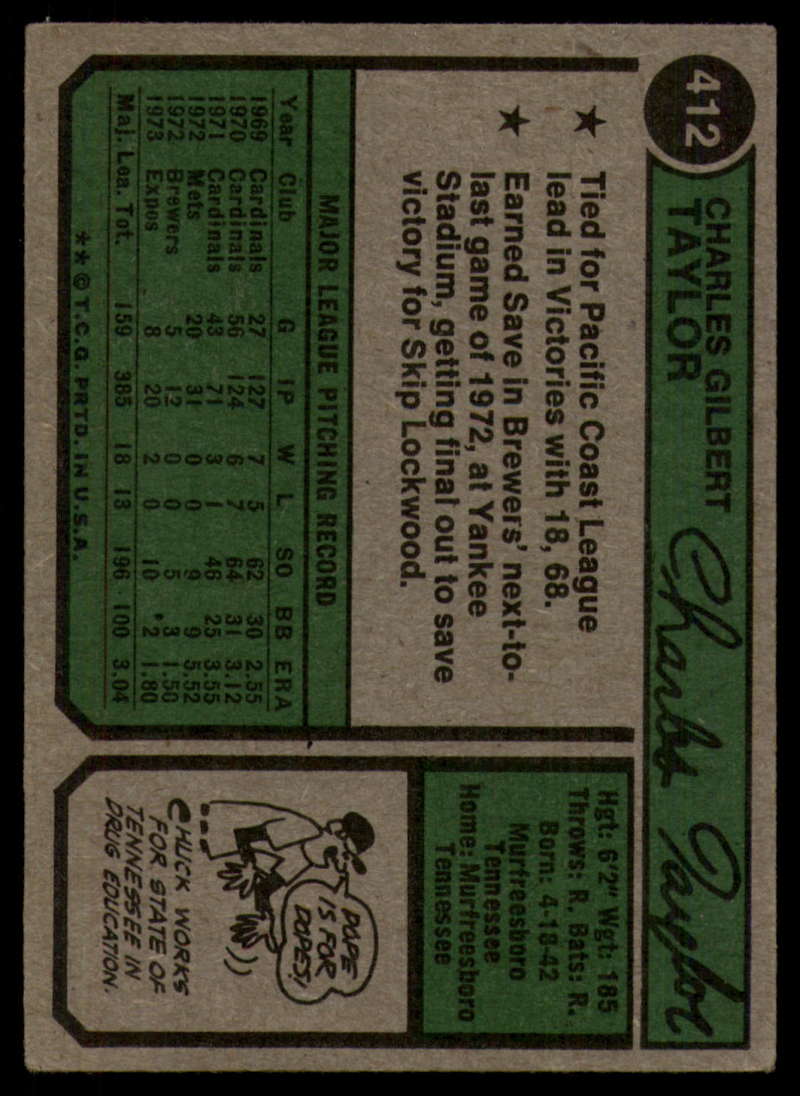 412
CHARLES GILBERT
TAYLOR
Charles Taylor
★ Tied for Pacific Coast League
lead in Victories with 18, 68.
★ Earned Save in Brewers' next-to-
last game of 1972, at Yankee
Stadium, getting final out to save
victory for Skip Lockwood.
MAJOR LEAGUE PITCHING RECORD
Year Club G IP W L SO BB ERA
1969 Cardinals 27 127 7 5 62 30 2.55
1970 Cardinals 56 124 6 7 64 31 3.12
1971 Cardinals 43 71 3 1 46 25 3.55
1972 Mets 20 31 0 0 9 9 5.52
1972 Brewers 5 12 0 0 5 3 1.50
1973 Expos 8 20 2 0 10 2 1.80
Maj. Lea. Tot. 159 385 18 13 196 100 3.04
**©T.C.G. PRTD. IN U.S.A.
Hgt: 6'2" Wgt: 185
Throws: R. Bats: R.
Born: 4-18-42
Murfreesboro
Tennessee
Home: Murfreesboro
Tennessee
DOPE
IS FOR
DOPES!
CHUCK WORKS
FOR STATE OF
TENNESSEE IN
DRUG EDUCATION.